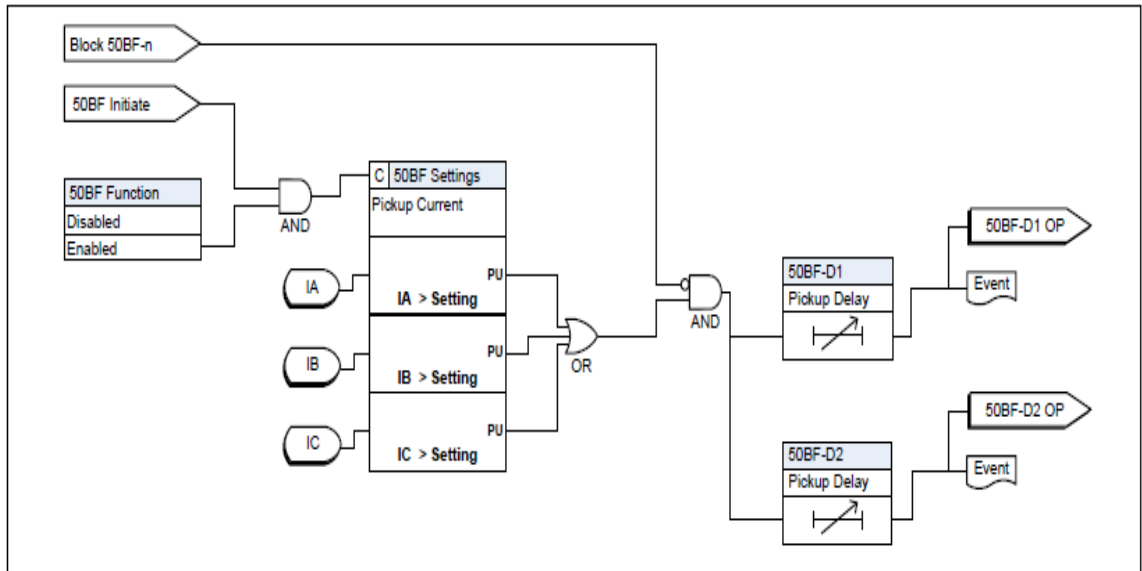 Block 50BF-n
50BF Initiate
50BF Function
Disabled
Enabled
AND
C 50BF Settings
Pickup Current
IA
PU
IA > Setting
IB
PU
IB > Setting
IC
PU
IC > Setting
OR
AND
50BF-D1
Pickup Delay
50BF-D1 OP
Event
50BF-D2
Pickup Delay
50BF-D2 OP
Event